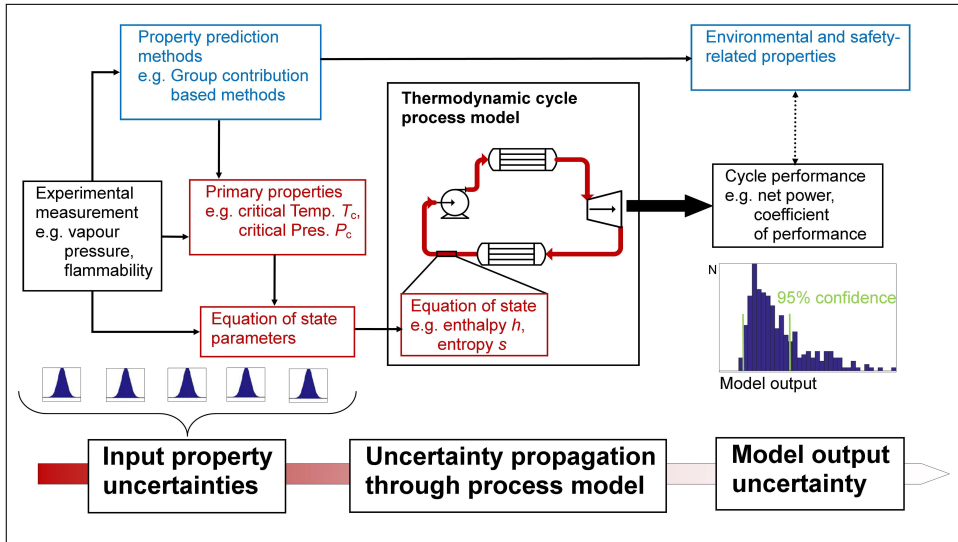 Property prediction
methods
e.g. Group contribution
based methods
Environmental and safety-
related properties
Thermodynamic cycle
process model
Experimental
measurement
e.g. vapour
pressure,
flammability
Primary properties
e.g. critical Temp. Tc,
critical Pres. Pc
Cycle performance
e.g. net power,
coefficient
of performance
Equation of state
parameters
Equation of state
e.g. enthalpy h,
entropy s
N
95% confidence
Model output
Input property
uncertainties
Uncertainty propagation
through process model
Model output
uncertainty